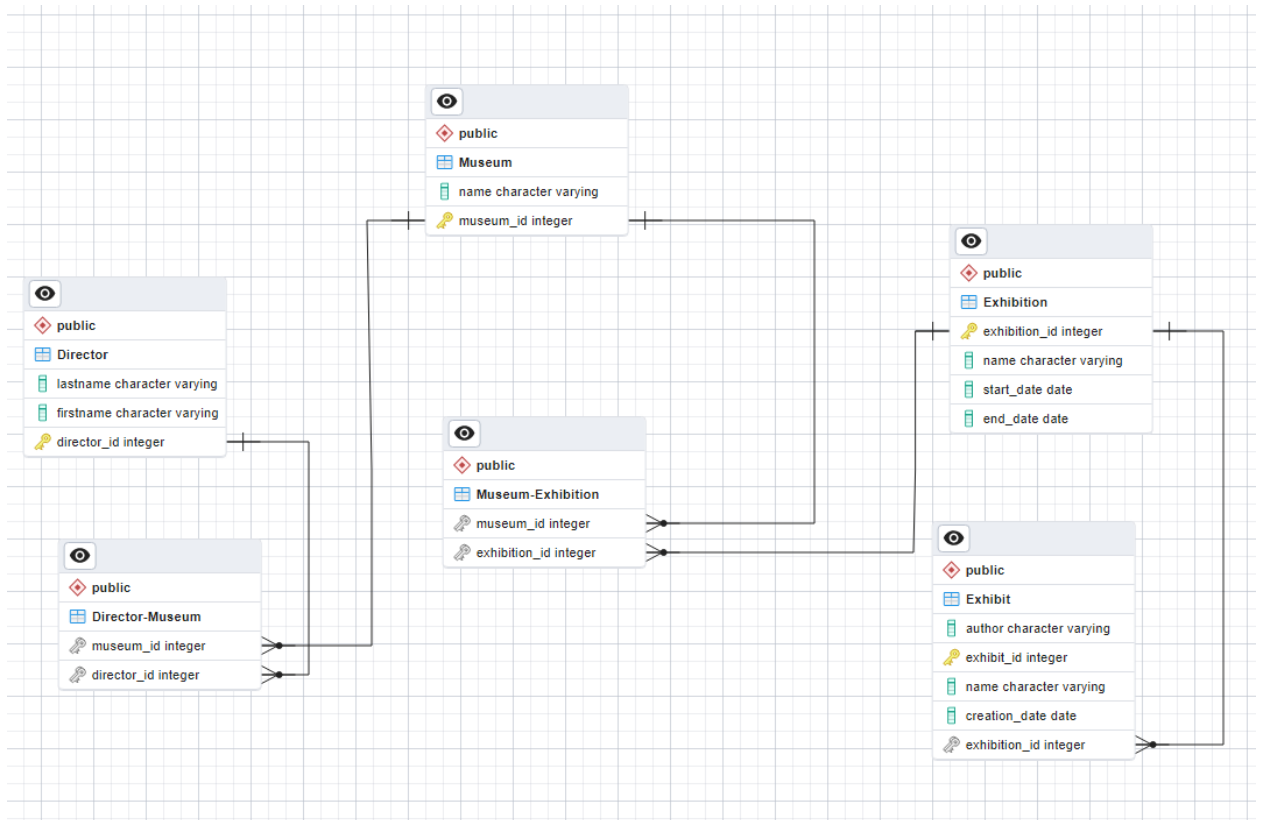 public
Museum
name character varying
museum_id integer
public
Exhibition
exhibition_id integer
name character varying
start_date date
end_date date
public
Director
lastname character varying
firstname character varying
director_id integer
public
Museum-Exhibition
museum_id integer
exhibition_id integer
public
Exhibit
author character varying
exhibit_id integer
name character varying
creation_date date
exhibition_id integer
public
Director-Museum
museum_id integer
director_id integer